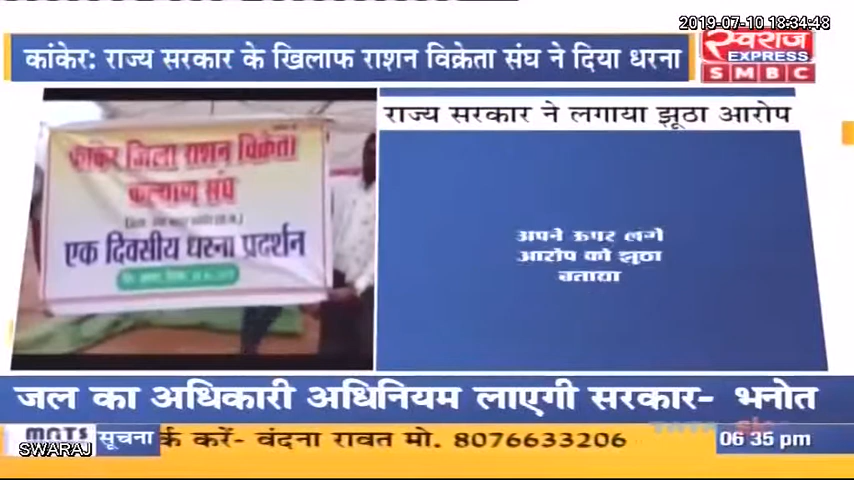 2019-07-10 18:34:48
कांकेर: राज्य सरकार के खिलाफ राशन विक्रेता संघ ने दिया धरना
स्वराज
EXPRESS
SMBC
राज्य सरकार ने लगाया झूठा आरोप
कांकेर जिला राशन विक्रेता
कल्याण संघ
एक दिवसीय धरना प्रदर्शन
अपने ऊपर लगे
आरोप को झूठा
बताया
जल का अधिकारी अधिनियम लाएगी सरकार- भनोत
सूचना र्क करें- वंदना रावत मो. 8076633206
SWARAJ
06:35 pm